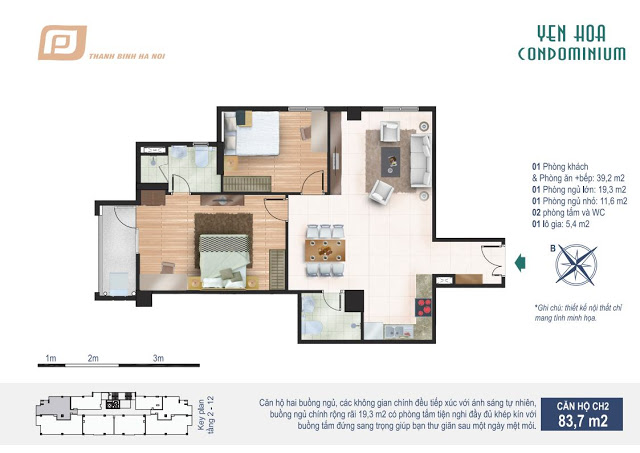 THANH BINH HA NOI
YEN HOA
CONDOMINIUM
01 Phòng khách
& Phòng ăn +bếp: 39,2 m2
01 Phòng ngủ lớn: 19,3 m2
01 Phòng ngủ nhỏ: 11,6 m2
02 phòng tắm và WC
01 lô gia: 5,4 m2
B
*Ghi chú: thiết kế nội thất chỉ
mang tính minh họa.
1m 2m 3m
Key plan
tầng 2 - 12
Căn hộ hai buồng ngủ, các không gian chính đều tiếp xúc với ánh sáng tự nhiên,
buồng ngủ chính rộng rãi 19,3 m2 có phòng tắm tiện nghi đầy đủ khép kín với
buồng tắm đứng sang trọng giúp bạn thư giãn sau một ngày mệt mỏi.
CĂN HỘ CH2
83,7 m2